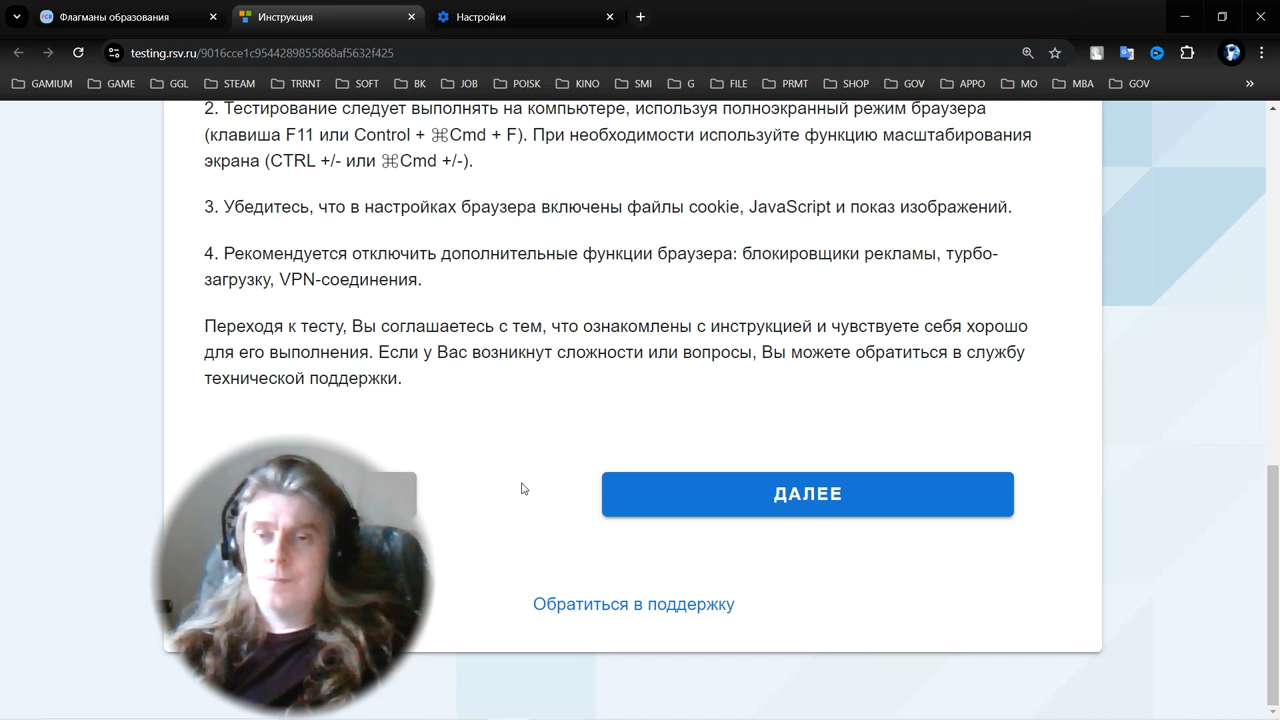 Флагманы образования
Инструкция
Настройки
testing.rsv.ru/9016cce1c9544289855868af5632f425
GAMIUM
GAME
GGL
STEAM
TRRNT
SOFT
BK
JOB
POISK
KINO
SMI
G
FILE
PRMT
SHOP
GOV
APPO
MO
MBA
GOV
2. Тестирование следует выполнять на компьютере, используя полноэкранный режим браузера
(клавиша F11 или Control + ⌘Cmd + F). При необходимости используйте функцию масштабирования
экрана (CTRL +/- или ⌘Cmd +/-).
3. Убедитесь, что в настройках браузера включены файлы cookie, JavaScript и показ изображений.
4. Рекомендуется отключить дополнительные функции браузера: блокировщики рекламы, турбо-
загрузку, VPN-соединения.
Переходя к тесту, Вы соглашаетесь с тем, что ознакомлены с инструкцией и чувствуете себя хорошо
для его выполнения. Если у Вас возникнут сложности или вопросы, Вы можете обратиться в службу
технической поддержки.
ДАЛЕЕ
Обратиться в поддержку